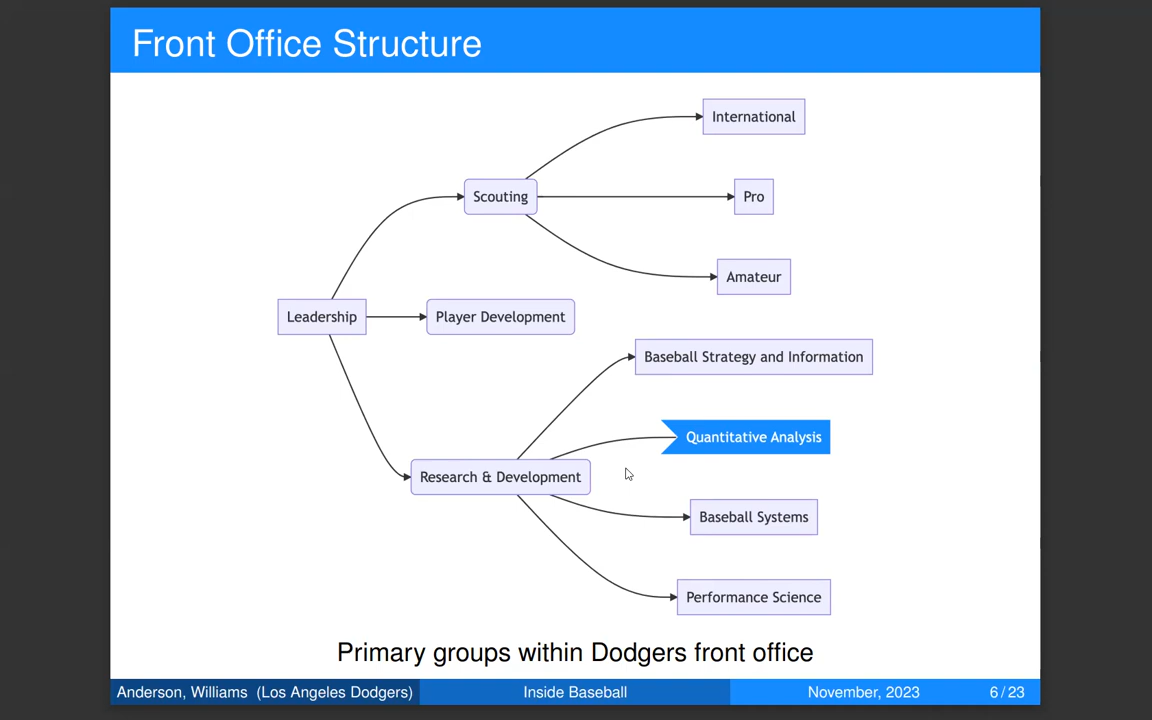 Front Office Structure
International
Scouting
Pro
Amateur
Leadership
Player Development
Baseball Strategy and Information
Quantitative Analysis
Research & Development
Baseball Systems
Performance Science
Primary groups within Dodgers front office
Anderson, Williams (Los Angeles Dodgers)
Inside Baseball
November, 2023
6 / 23